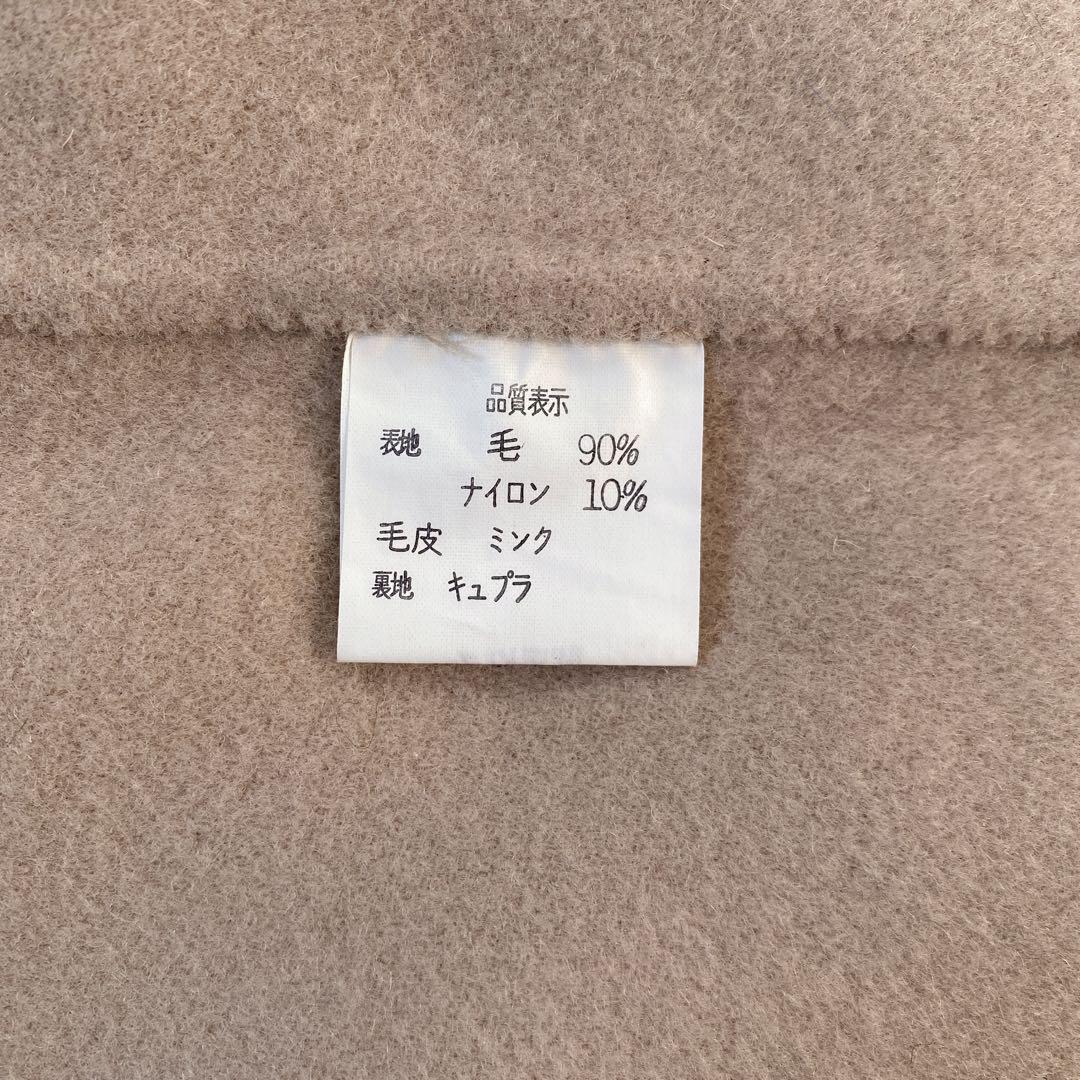 品質表示
表地 毛 90%
ナイロン 10%
毛皮 ミンク
裏地 キュプラ